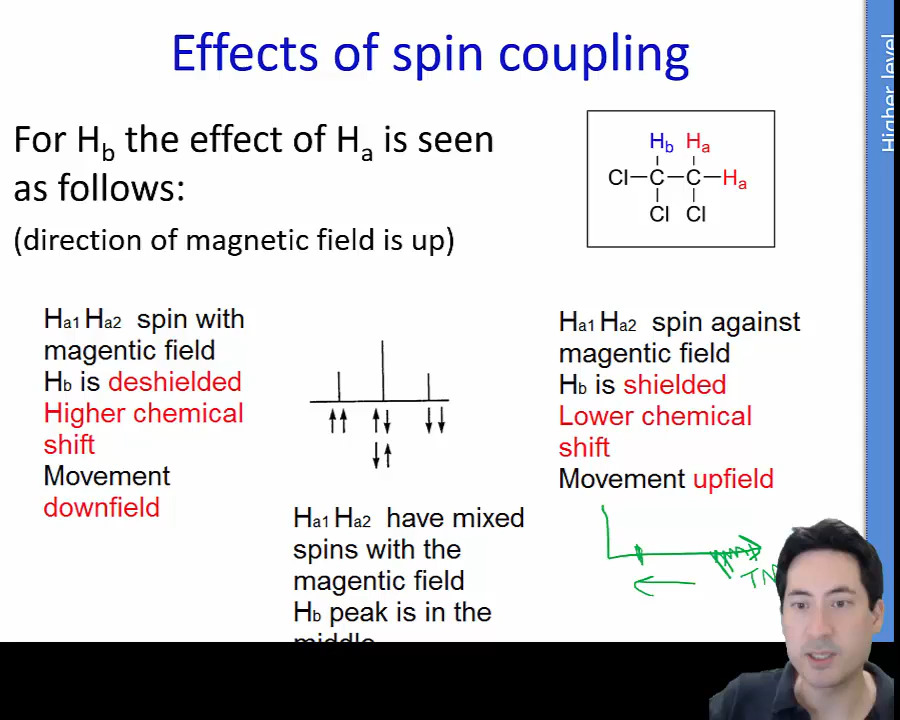 Effects of spin coupling
Higher level
For Hb the effect of Ha is seen
as follows:
(direction of magnetic field is up)
Hb Ha
Cl–C–C–Ha
Cl Cl
Ha1 Ha2 spin with
magentic field
Hb is deshielded
Higher chemical
shift
Movement
downfield
Ha1 Ha2 have mixed
spins with the
magentic field
Hb peak is in the
middle
Ha1 Ha2 spin against
magentic field
Hb is shielded
Lower chemical
shift
Movement upfield